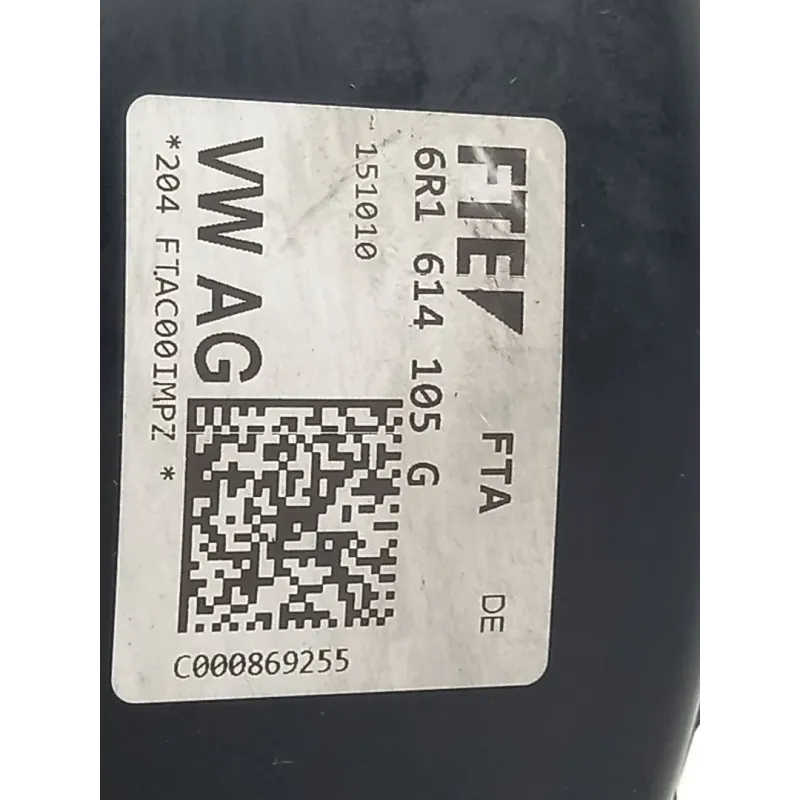 FTE FTA DE
6R1 614 105 G
151010
VW AG
*204 FTAC00IMPZ *
C000869255